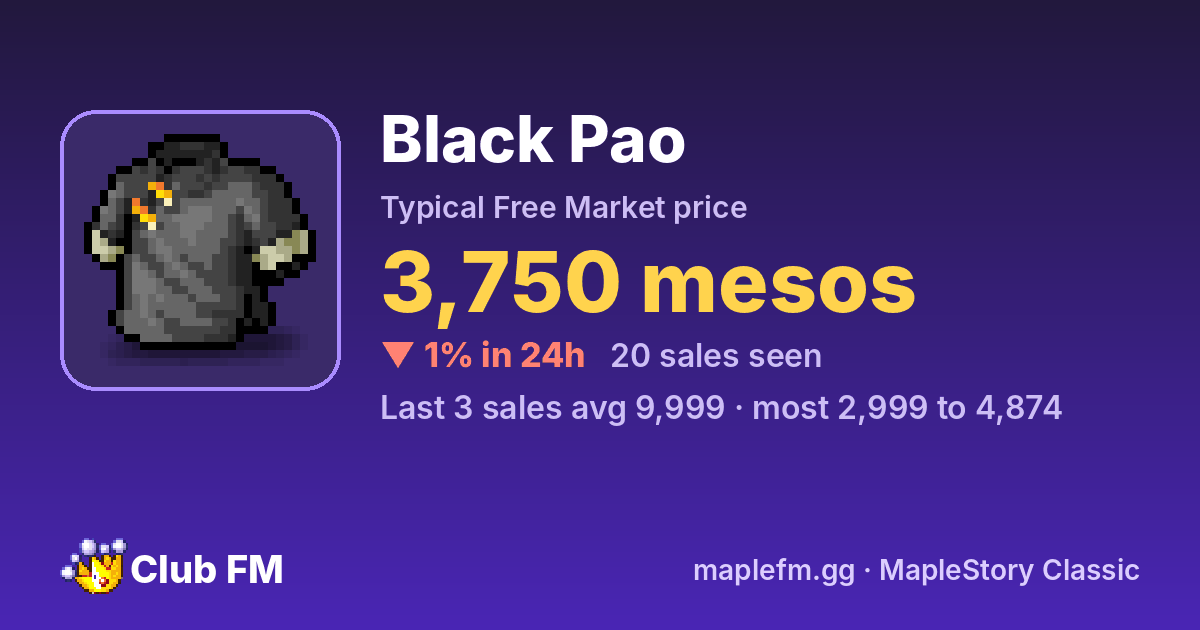 Black Pao
Typical Free Market price
3,750 mesos
▼ 1% in 24h 20 sales seen
Last 3 sales avg 9,999 · most 2,999 to 4,874
Club FM
maplefm.gg · MapleStory Classic